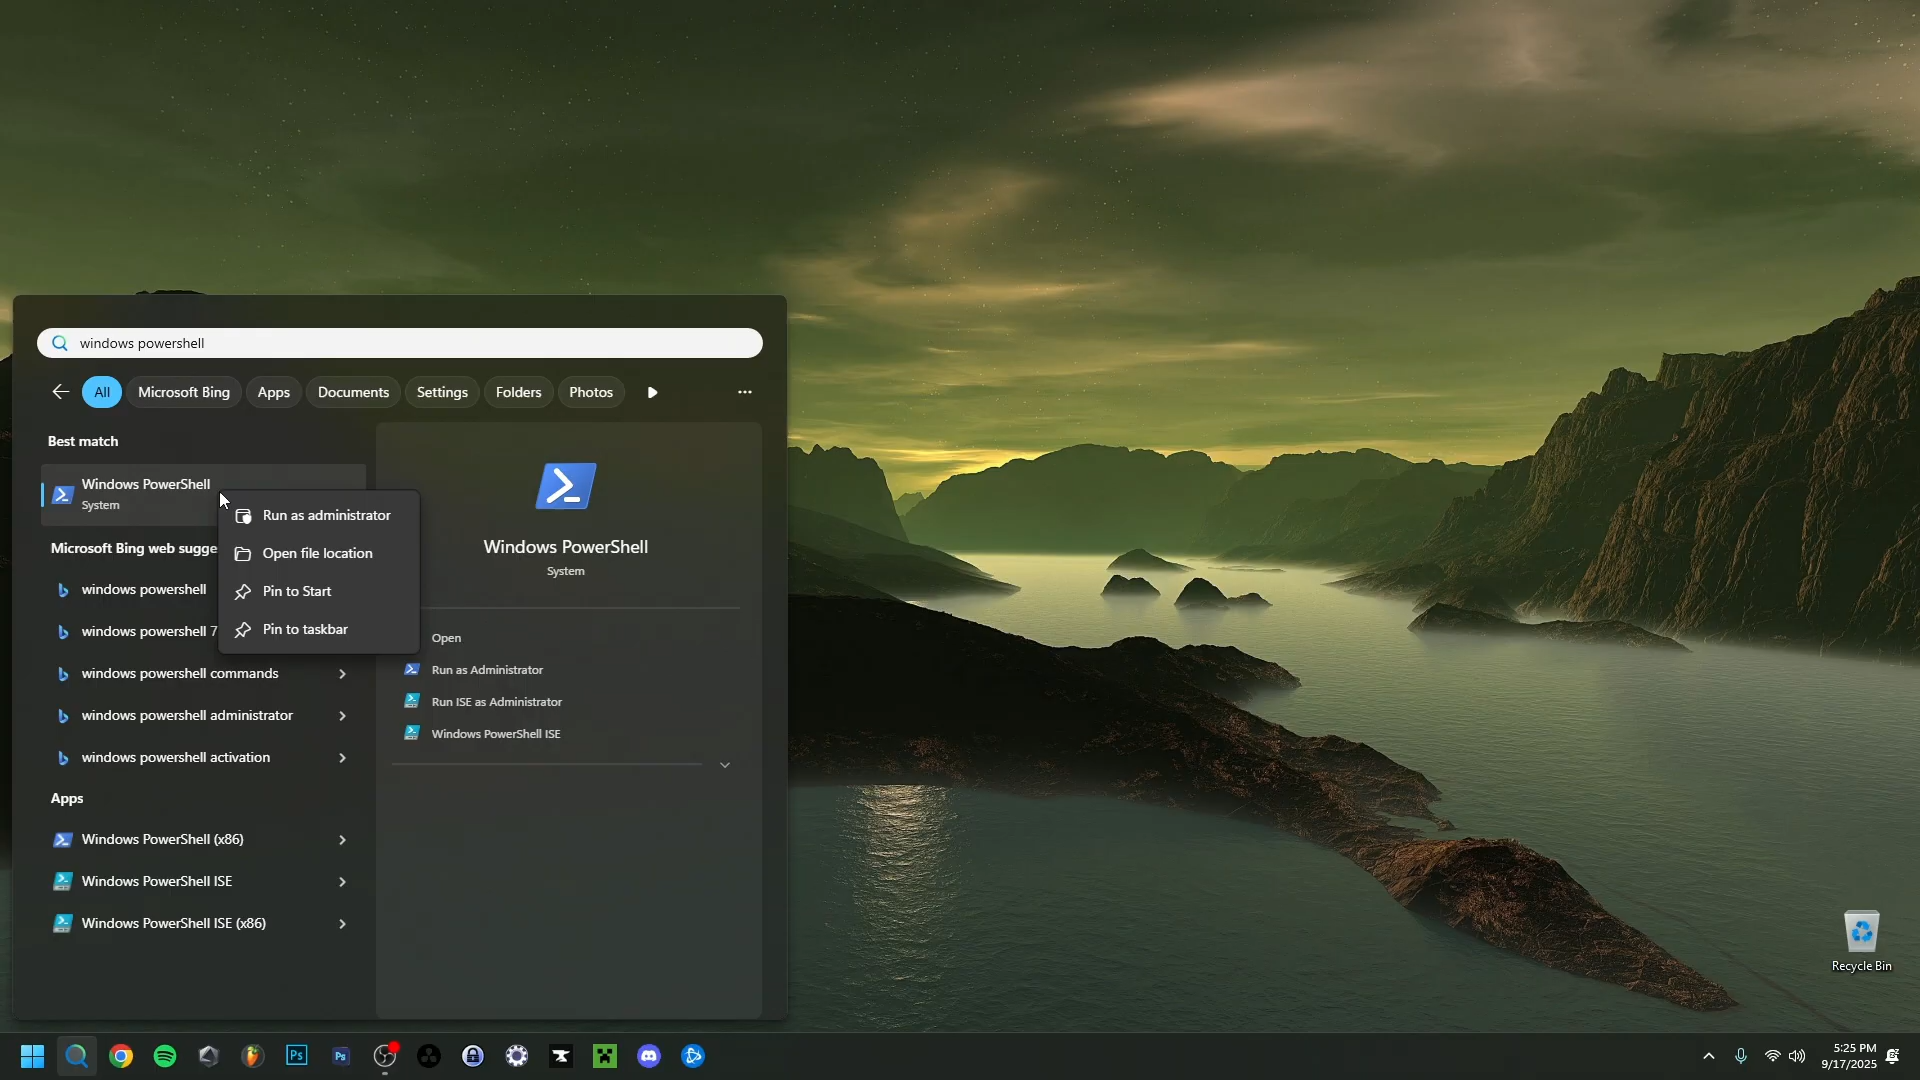 windows powershell
All
Microsoft Bing
Apps
Documents
Settings
Folders
Photos
Best match
Windows PowerShell
System
Run as administrator
Open file location
Pin to Start
Pin to taskbar
Microsoft Bing web sugge
windows powershell
windows powershell 7
windows powershell commands
windows powershell administrator
windows powershell activation
Apps
Windows PowerShell (x86)
Windows PowerShell ISE
Windows PowerShell ISE (x86)
Windows PowerShell
System
Open
Run as Administrator
Run ISE as Administrator
Windows PowerShell ISE
Recycle Bin
Ps
Ps
5:25 PM
9/17/2025